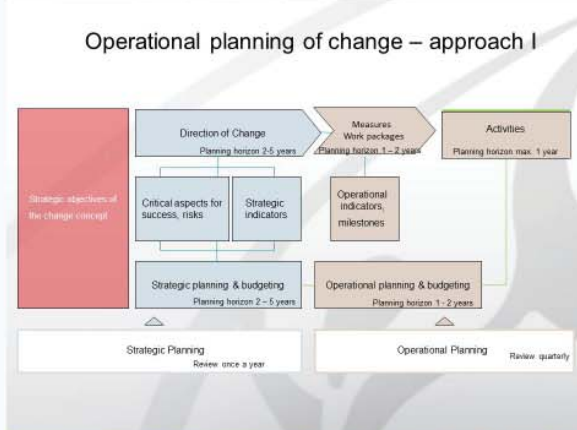 Operational planning of change – approach I
Strategic objectives of
the change concept
Direction of Change
Planning horizon 2-5 years
Measures
Work packages
Planning horizon 1 – 2 years
Activities
Planning horizon max. 1 year
Critical aspects for
success, risks
Strategic
indicators
Operational
indicators,
milestones
Strategic planning & budgeting
Planning horizon 2 – 5 years
Operational planning & budgeting
Planning horizon 1 - 2 years
Strategic Planning
Review once a year
Operational Planning
Review quarterly